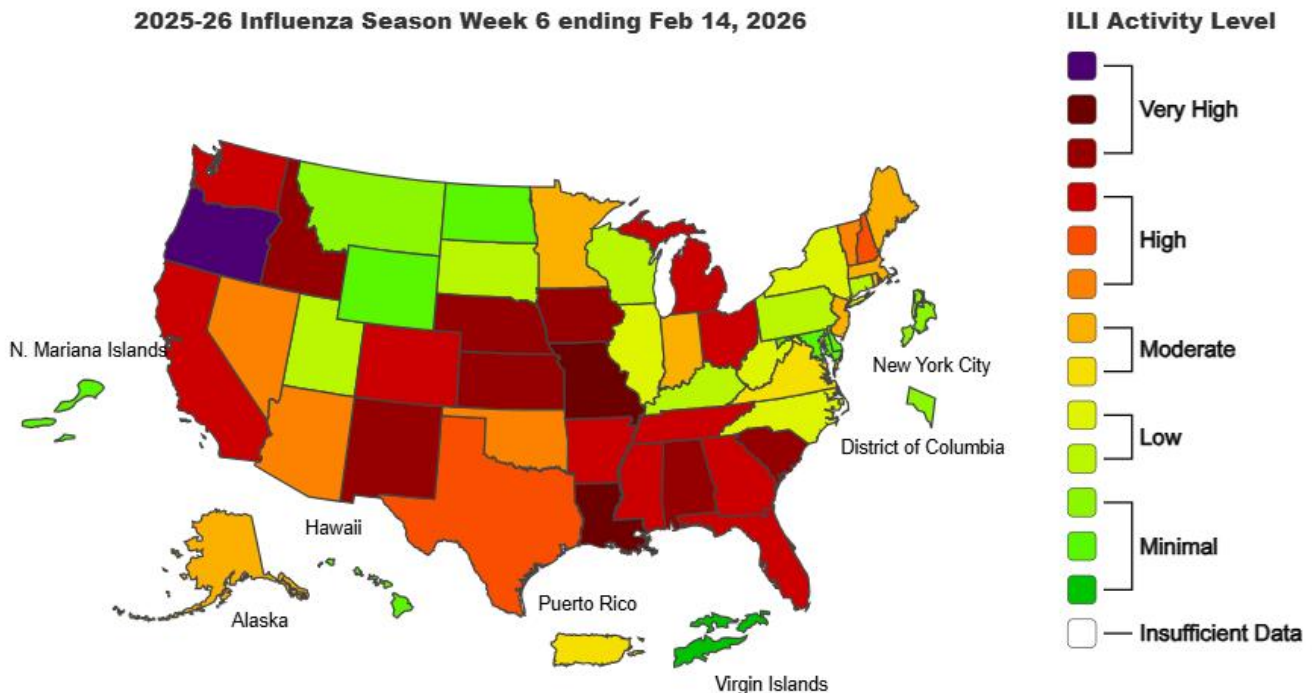 2025-26 Influenza Season Week 6 ending Feb 14, 2026
ILI Activity Level
Very High
High
Moderate
Low
Minimal
Insufficient Data
N. Mariana Islands
New York City
District of Columbia
Hawaii
Alaska
Puerto Rico
Virgin Islands